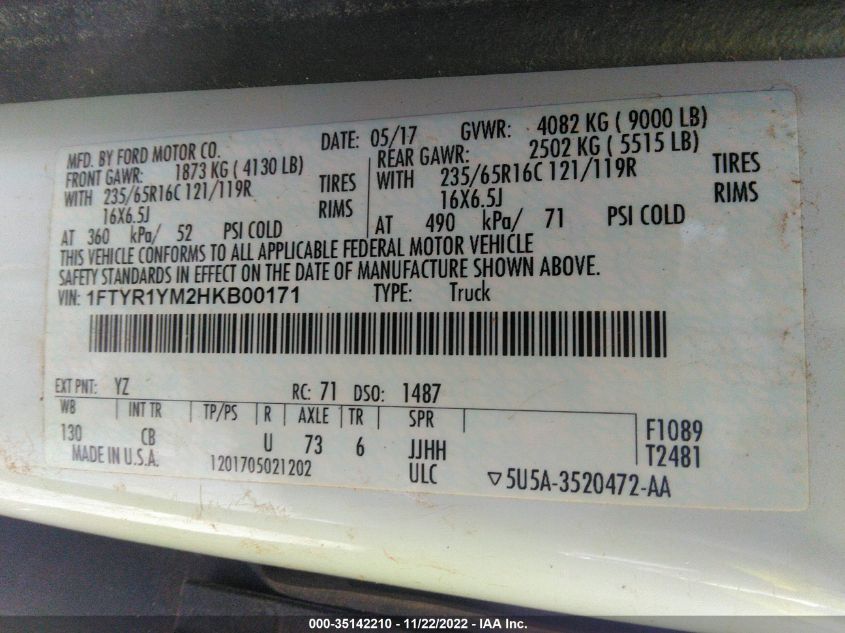 MFD. BY FORD MOTOR CO. DATE: 05/17 GVWR: 4082 KG ( 9000 LB)
FRONT GAWR: 1873 KG ( 4130 LB) REAR GAWR: 2502 KG ( 5515 LB)
WITH 235/65R16C 121/119R TIRES WITH 235/65R16C 121/119R TIRES
16X6.5J RIMS 16X6.5J RIMS
AT 360 kPa/ 52 PSI COLD AT 490 kPa/ 71 PSI COLD
THIS VEHICLE CONFORMS TO ALL APPLICABLE FEDERAL MOTOR VEHICLE
SAFETY STANDARDS IN EFFECT ON THE DATE OF MANUFACTURE SHOWN ABOVE.
VIN: 1FTYR1YM2HKB00171 TYPE: Truck
EXT PNT: YZ RC: 71 DSO: 1487
WB INT TR TP/PS R AXLE TR SPR F1089
130 CB U 73 6 JJHH T2481
MADE IN U.S.A. 1201705021202 ULC ▽5U5A-3520472-AA
000-35142210 - 11/22/2022 - IAA Inc.